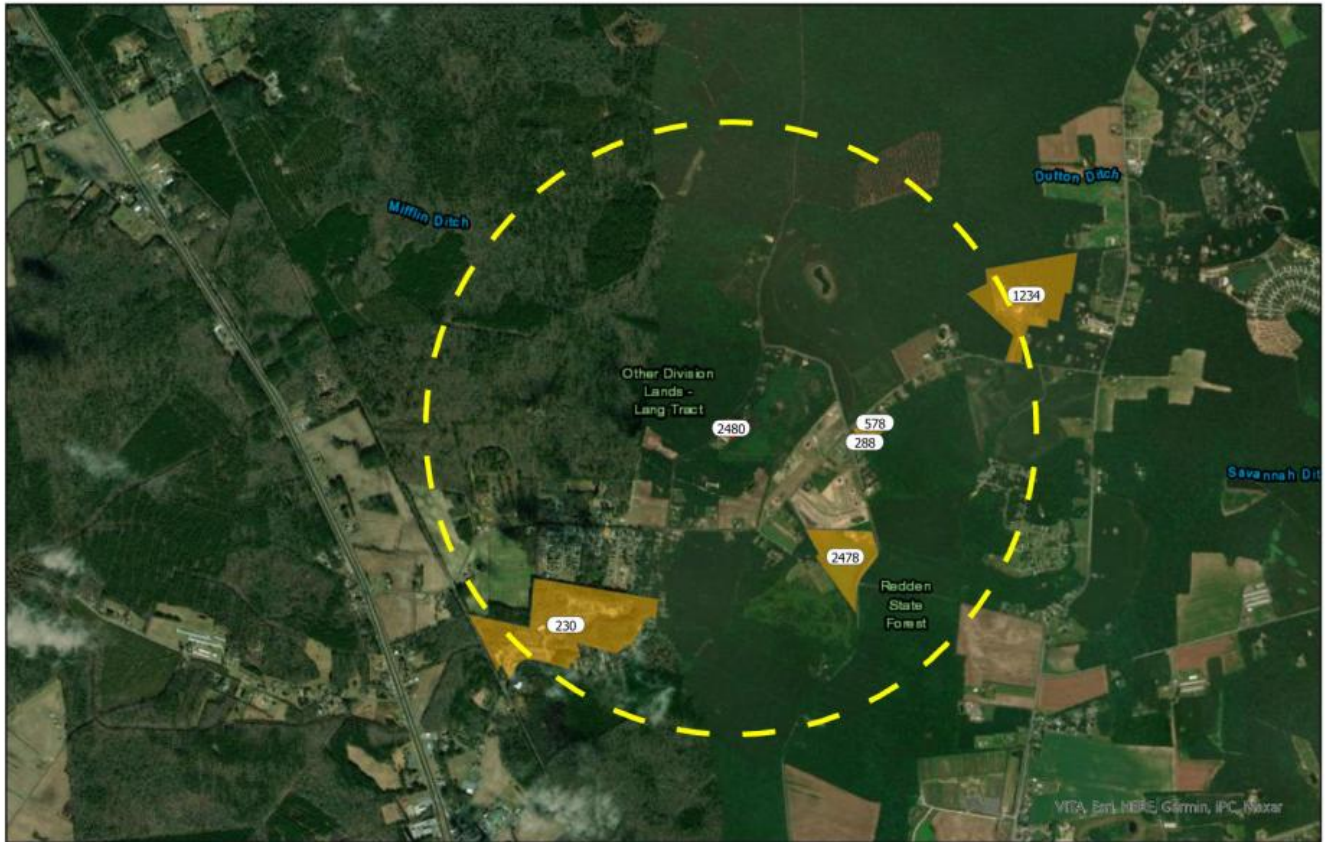 Dutton Ditch
Mifflin Ditch
1234
Other Division
Lands -
Lang Tract
578
2480
288
Savannah Dit
2478
Redden
State
Forest
230
VITA, Esri, HERE, Garmin, iPC, Maxar